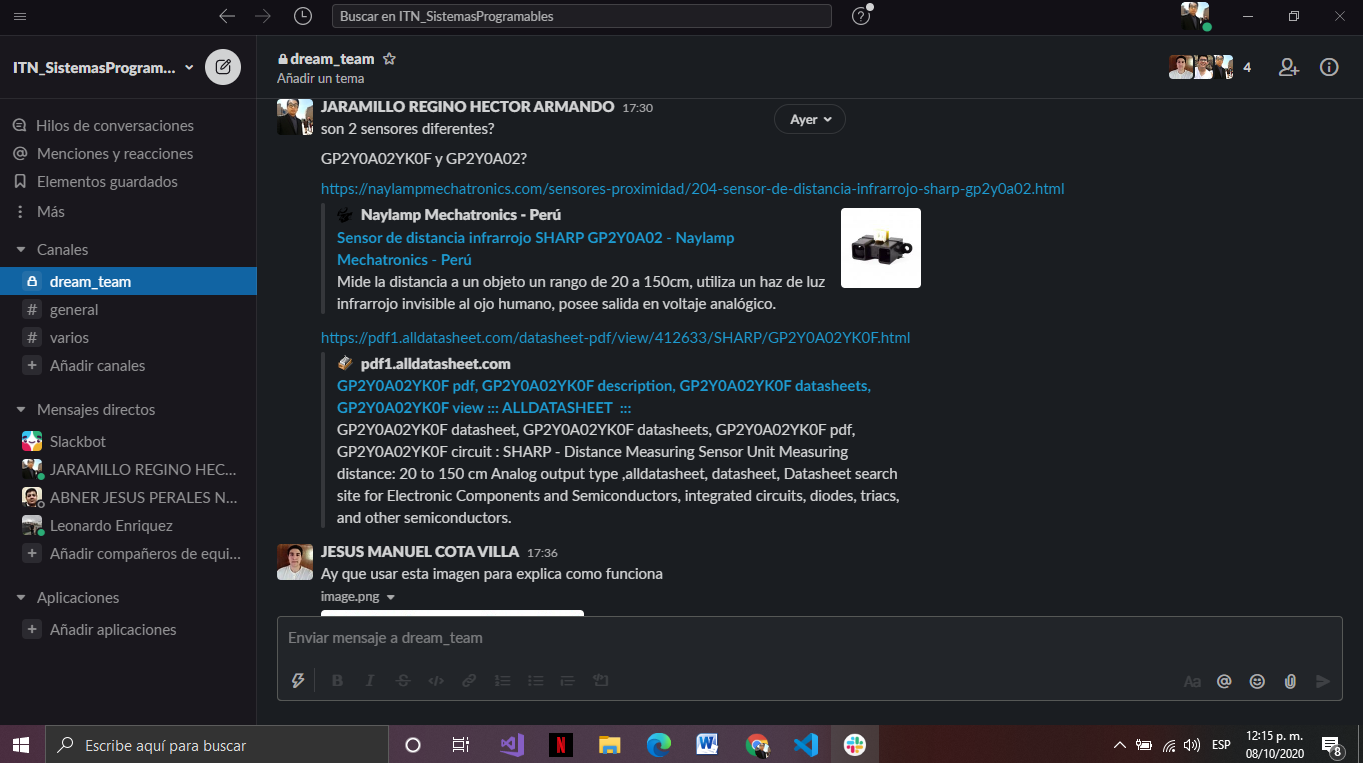 Buscar en ITN_SistemasProgramables
ITN_SistemasProgram...
Hilos de conversaciones
Menciones y reacciones
Elementos guardados
Más
Canales
dream_team
general
varios
Añadir canales
Mensajes directos
Slackbot
JARAMILLO REGINO HEC...
ABNER JESUS PERALES N...
Leonardo Enriquez
Añadir compañeros de equi...
Aplicaciones
Añadir aplicaciones
dream_team
Añadir un tema
4
JARAMILLO REGINO HECTOR ARMANDO 17:30
Ayer
son 2 sensores diferentes?
GP2Y0A02YK0F y GP2Y0A02?
https://naylampmechatronics.com/sensores-proximidad/204-sensor-de-distancia-infrarrojo-sharp-gp2y0a02.html
Naylamp Mechatronics - Perú
Sensor de distancia infrarrojo SHARP GP2Y0A02 - Naylamp
Mechatronics - Perú
Mide la distancia a un objeto un rango de 20 a 150cm, utiliza un haz de luz
infrarrojo invisible al ojo humano, posee salida en voltaje analógico.
https://pdf1.alldatasheet.com/datasheet-pdf/view/412633/SHARP/GP2Y0A02YK0F.html
pdf1.alldatasheet.com
GP2Y0A02YK0F pdf, GP2Y0A02YK0F description, GP2Y0A02YK0F datasheets,
GP2Y0A02YK0F view ::: ALLDATASHEET :::
GP2Y0A02YK0F datasheet, GP2Y0A02YK0F datasheets, GP2Y0A02YK0F pdf,
GP2Y0A02YK0F circuit : SHARP - Distance Measuring Sensor Unit Measuring
distance: 20 to 150 cm Analog output type ,alldatasheet, datasheet, Datasheet search
site for Electronic Components and Semiconductors, integrated circuits, diodes, triacs,
and other semiconductors.
JESUS MANUEL COTA VILLA 17:36
Ay que usar esta imagen para explica como funciona
image.png
Enviar mensaje a dream_team
Aa
Escribe aquí para buscar
ESP
12:15 p. m.
08/10/2020
8